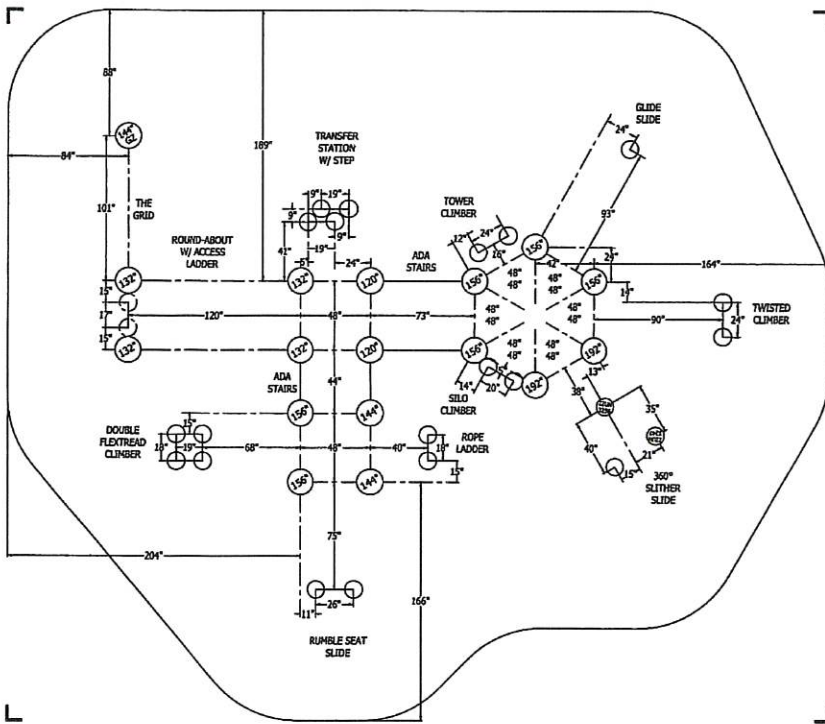 88"
189"
GLIDE
SLIDE
24"
144"
GZ
TRANSFER
STATION
W/ STEP
84"
9"
19"
TOWER
CLIMBER
THE
GRID
101"
9"
9"
12"
24"
93"
ROUND-ABOUT
W/ ACCESS
LADDER
41"
19"
16"
156"
24"
6"
24"
ADA
STAIRS
42"
164"
132"
132"
120"
156"
48"
48"
48"
48"
156"
14"
15"
17"
120"
48"
73"
48"
48"
48"
48"
90"
24"
TWISTED
CLIMBER
15"
132"
132"
120"
156"
48"
48"
48"
48"
192"
ADA
STAIRS
44"
14"
SILO
CLIMBER
20"
192"
13"
38"
156"
144"
35"
DOUBLE
FLEXTREAD
CLIMBER
15"
18"
19"
68"
48"
40"
18"
ROPE
LADDER
15"
40"
21"
15"
360°
SLITHER
SLIDE
156"
144"
75"
204"
166"
11"
26"
RUMBLE SEAT
SLIDE